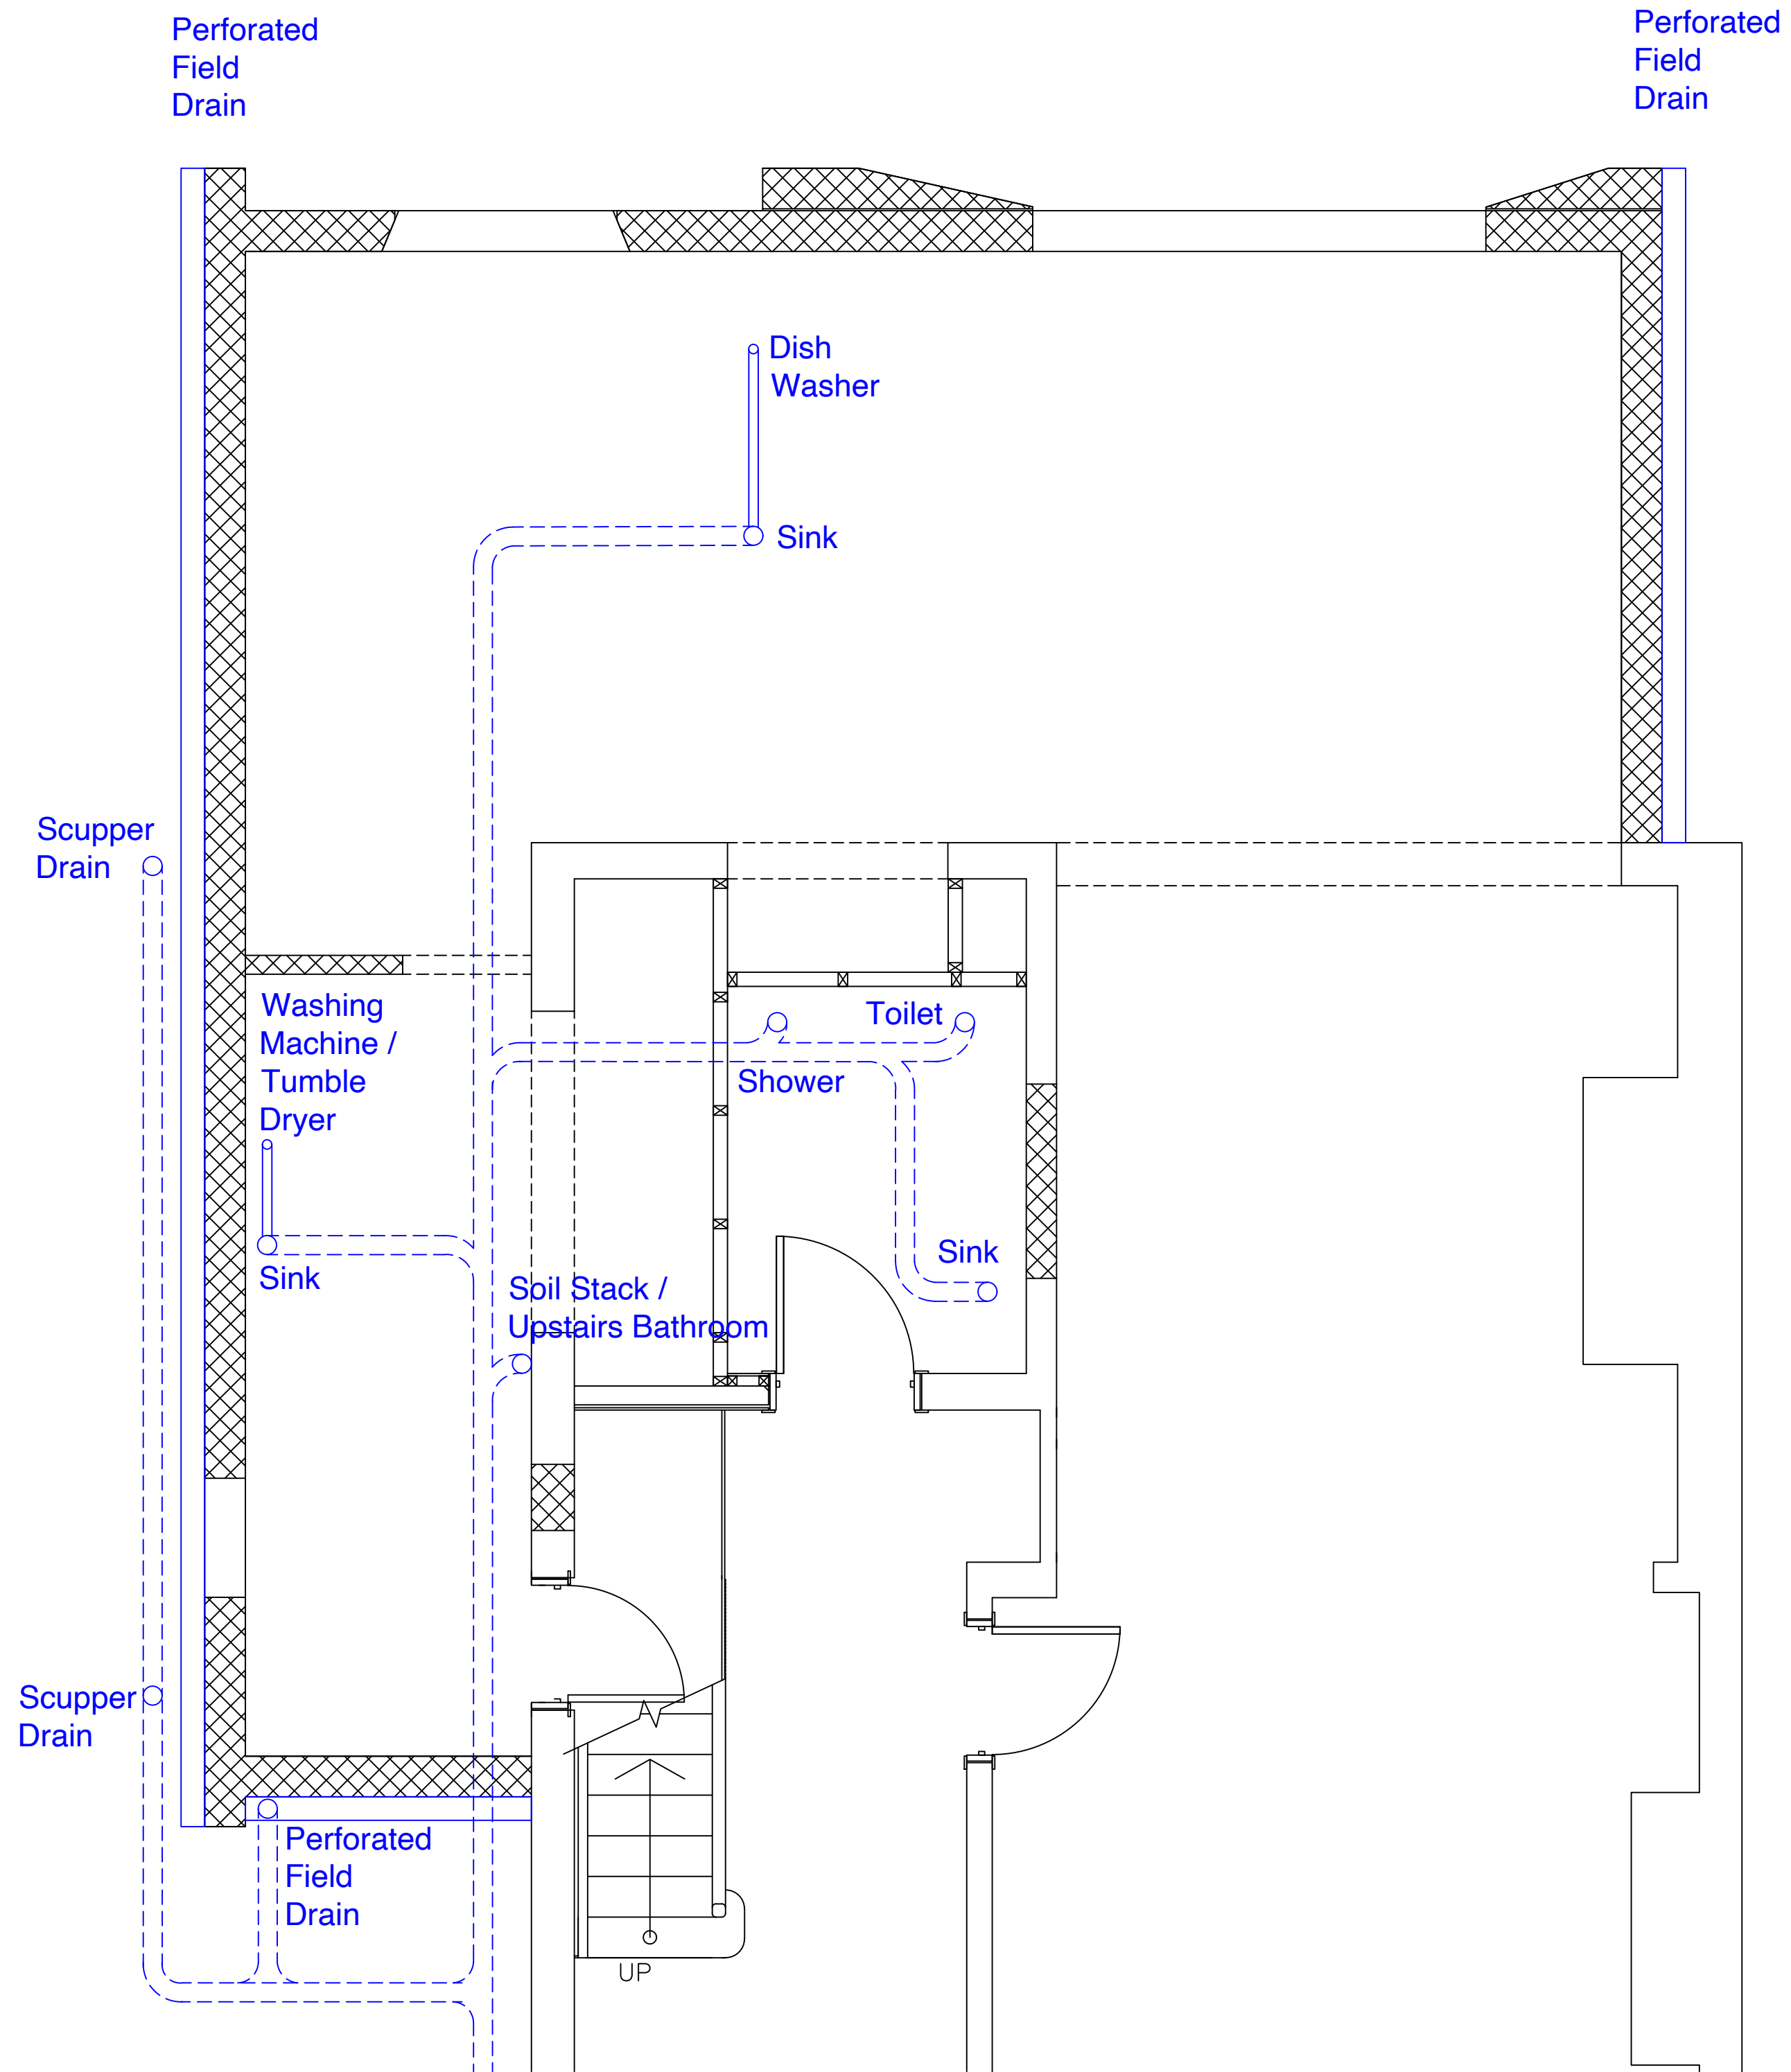 Perforated
Field
Drain
Perforated
Field
Drain
Dish
Washer
Sink
Scupper
Drain
Washing
Machine /
Tumble
Dryer
Toilet
Shower
Sink
Sink
Soil Stack /
Upstairs Bathroom
Scupper
Drain
Perforated
Field
Drain
UP